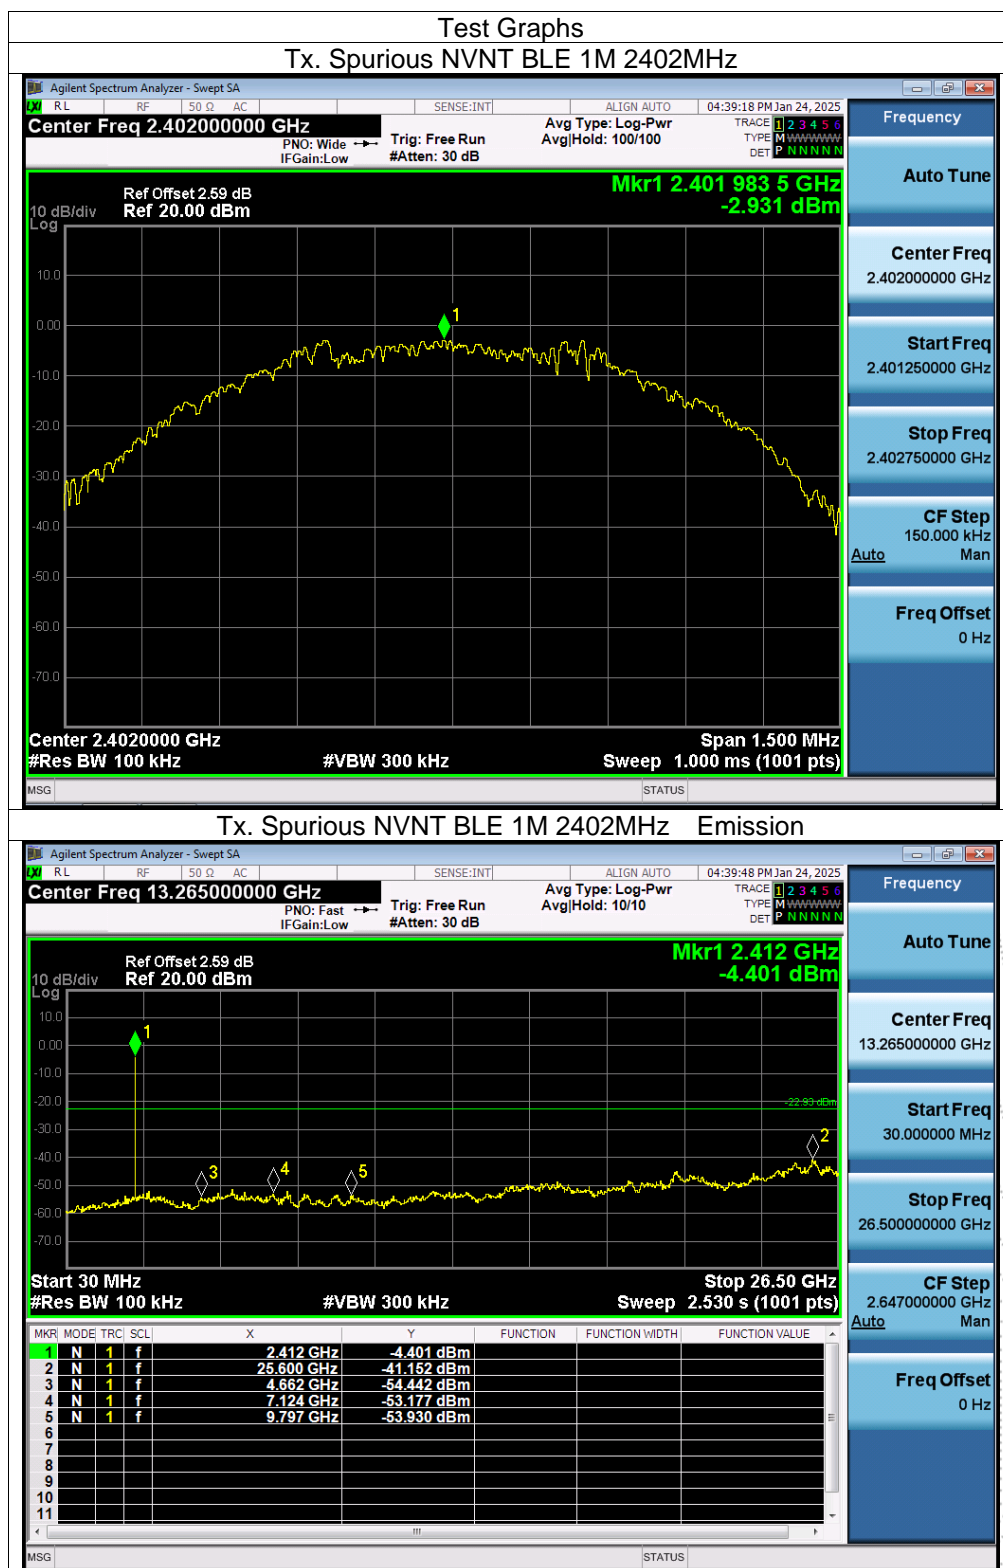 Test Graphs
Tx. Spurious NVNT BLE 1M 2402MHz
Agilent Spectrum Analyzer - Swept SA
LXI RL RF 50 Ω AC SENSE:INT ALIGN AUTO 04:39:18 PM Jan 24, 2025
Center Freq 2.402000000 GHz
PNO: Wide
IFGain:Low
Trig: Free Run
#Atten: 30 dB
Avg Type: Log-Pwr
Avg|Hold: 100/100
TRACE 1 2 3 4 5 6
TYPE M WWWWW
DET P N N N N N
Frequency
Auto Tune
Center Freq
2.402000000 GHz
Start Freq
2.401250000 GHz
Stop Freq
2.402750000 GHz
CF Step
150.000 kHz
Auto Man
Freq Offset
0 Hz
Mkr1 2.401 983 5 GHz
-2.931 dBm
Ref Offset 2.59 dB
10 dB/div Ref 20.00 dBm
Log
10.0
0.00
1
-10.0
-20.0
-30.0
-40.0
-50.0
-60.0
-70.0
Center 2.4020000 GHz Span 1.500 MHz
#Res BW 100 kHz #VBW 300 kHz Sweep 1.000 ms (1001 pts)
MSG STATUS
Tx. Spurious NVNT BLE 1M 2402MHz Emission
Agilent Spectrum Analyzer - Swept SA
LXI RL RF 50 Ω AC SENSE:INT ALIGN AUTO 04:39:48 PM Jan 24, 2025
Center Freq 13.265000000 GHz
PNO: Fast
IFGain:Low
Trig: Free Run
#Atten: 30 dB
Avg Type: Log-Pwr
Avg|Hold: 10/10
TRACE 1 2 3 4 5 6
TYPE M WWWWW
DET P N N N N N
Frequency
Auto Tune
Center Freq
13.265000000 GHz
Start Freq
30.000000 MHz
Stop Freq
26.500000000 GHz
CF Step
2.647000000 GHz
Auto Man
Freq Offset
0 Hz
Mkr1 2.412 GHz
-4.401 dBm
Ref Offset 2.59 dB
10 dB/div Ref 20.00 dBm
Log
10.0
1
0.00
-10.0
-20.0 -22.93 dBm
-30.0
2
-40.0
3 4 5
-50.0
-60.0
-70.0
Start 30 MHz Stop 26.50 GHz
#Res BW 100 kHz #VBW 300 kHz Sweep 2.530 s (1001 pts)
MKR MODE TRC SCL X Y FUNCTION FUNCTION WIDTH FUNCTION VALUE
1 N 1 f 2.412 GHz -4.401 dBm
2 N 1 f 25.600 GHz -41.152 dBm
3 N 1 f 4.662 GHz -54.442 dBm
4 N 1 f 7.124 GHz -53.177 dBm
5 N 1 f 9.797 GHz -53.930 dBm
6
7
8
9
10
11
MSG STATUS